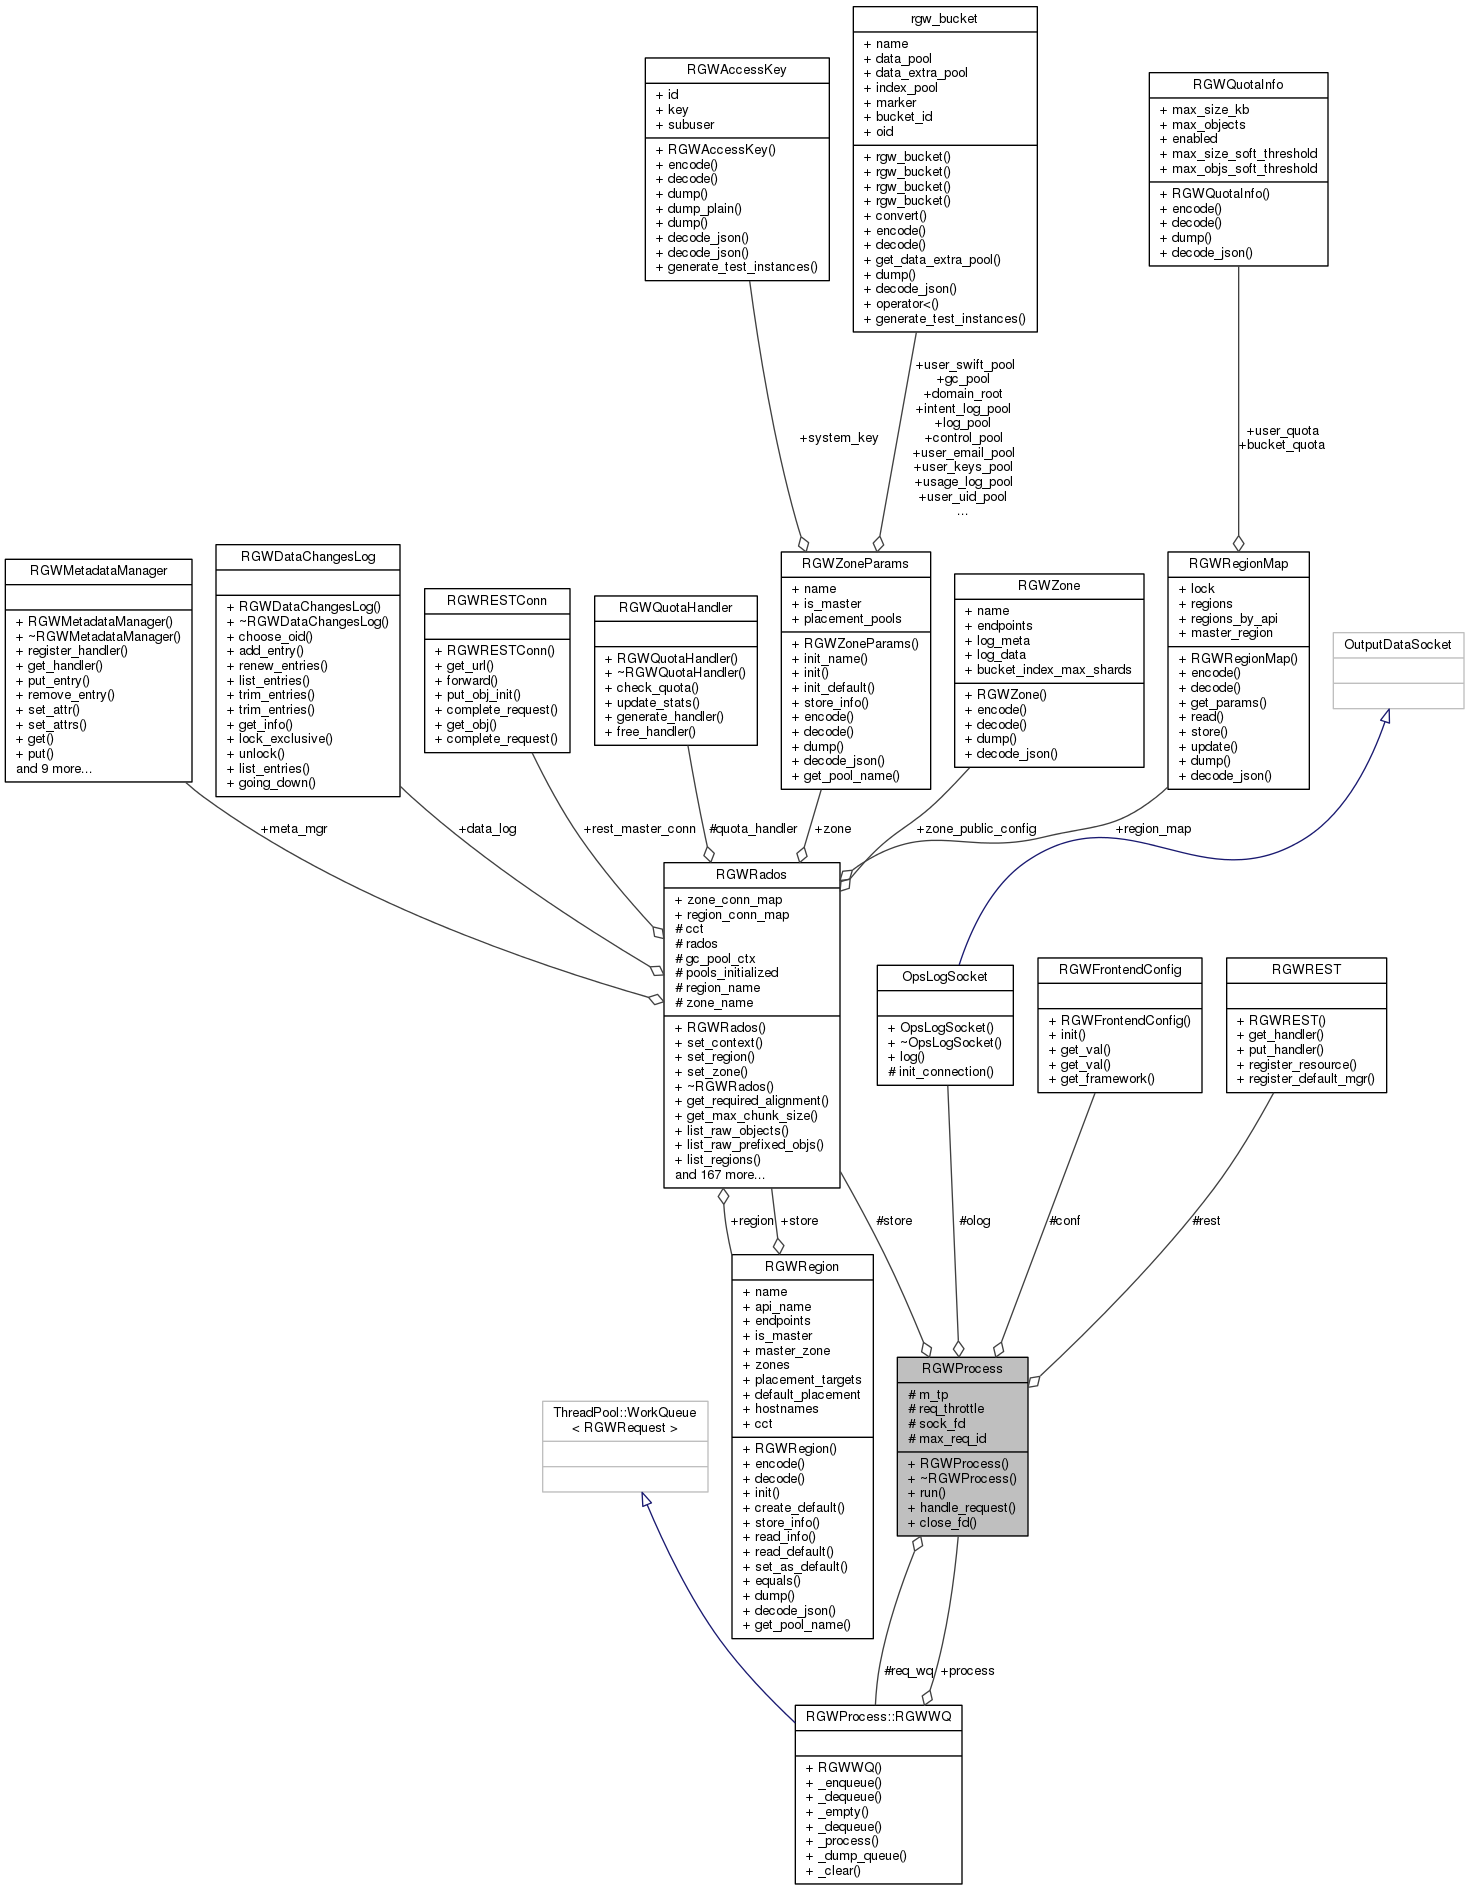 rgw_bucket
+ name
+ data_pool
+ data_extra_pool
+ index_pool
+ marker
+ bucket_id
+ oid
+ rgw_bucket()
+ rgw_bucket()
+ rgw_bucket()
+ rgw_bucket()
+ convert()
+ encode()
+ decode()
+ get_data_extra_pool()
+ dump()
+ decode_json()
+ operator<()
+ generate_test_instances()
RGWAccessKey
+ id
+ key
+ subuser
+ RGWAccessKey()
+ encode()
+ decode()
+ dump()
+ dump_plain()
+ dump()
+ decode_json()
+ decode_json()
+ generate_test_instances()
RGWQuotaInfo
+ max_size_kb
+ max_objects
+ enabled
+ max_size_soft_threshold
+ max_objs_soft_threshold
+ RGWQuotaInfo()
+ encode()
+ decode()
+ dump()
+ decode_json()
+system_key
+user_swift_pool
+gc_pool
+domain_root
+intent_log_pool
+log_pool
+control_pool
+user_email_pool
+user_keys_pool
+usage_log_pool
+user_uid_pool
...
+user_quota
+bucket_quota
RGWMetadataManager
+ RGWMetadataManager()
+ ~RGWMetadataManager()
+ register_handler()
+ get_handler()
+ put_entry()
+ remove_entry()
+ set_attr()
+ set_attrs()
+ get()
+ put()
and 9 more...
RGWDataChangesLog
+ RGWDataChangesLog()
+ ~RGWDataChangesLog()
+ choose_oid()
+ add_entry()
+ renew_entries()
+ list_entries()
+ trim_entries()
+ trim_entries()
+ get_info()
+ lock_exclusive()
+ unlock()
+ list_entries()
+ going_down()
RGWRESTConn
+ RGWRESTConn()
+ get_url()
+ forward()
+ put_obj_init()
+ complete_request()
+ get_obj()
+ complete_request()
RGWQuotaHandler
+ RGWQuotaHandler()
+ ~RGWQuotaHandler()
+ check_quota()
+ update_stats()
+ generate_handler()
+ free_handler()
RGWZoneParams
+ name
+ is_master
+ placement_pools
+ RGWZoneParams()
+ init_name()
+ init()
+ init_default()
+ store_info()
+ encode()
+ decode()
+ dump()
+ decode_json()
+ get_pool_name()
RGWZone
+ name
+ endpoints
+ log_meta
+ log_data
+ bucket_index_max_shards
+ RGWZone()
+ encode()
+ decode()
+ dump()
+ decode_json()
RGWRegionMap
+ lock
+ regions
+ regions_by_api
+ master_region
+ RGWRegionMap()
+ encode()
+ decode()
+ get_params()
+ read()
+ store()
+ update()
+ dump()
+ decode_json()
OutputDataSocket
+meta_mgr
+data_log
+rest_master_conn
#quota_handler
+zone
+zone_public_config
+region_map
RGWRados
+ zone_conn_map
+ region_conn_map
# cct
# rados
# gc_pool_ctx
# pools_initialized
# region_name
# zone_name
+ RGWRados()
+ set_context()
+ set_region()
+ set_zone()
+ ~RGWRados()
+ get_required_alignment()
+ get_max_chunk_size()
+ list_raw_objects()
+ list_raw_prefixed_objs()
+ list_regions()
and 167 more...
OpsLogSocket
+ OpsLogSocket()
+ ~OpsLogSocket()
+ log()
# init_connection()
RGWFrontendConfig
+ RGWFrontendConfig()
+ init()
+ get_val()
+ get_val()
+ get_framework()
RGWREST
+ RGWREST()
+ get_handler()
+ put_handler()
+ register_resource()
+ register_default_mgr()
+region
+store
#store
#olog
#conf
#rest
RGWRegion
+ name
+ api_name
+ endpoints
+ is_master
+ master_zone
+ zones
+ placement_targets
+ default_placement
+ hostnames
+ cct
+ RGWRegion()
+ encode()
+ decode()
+ init()
+ create_default()
+ store_info()
+ read_info()
+ read_default()
+ set_as_default()
+ equals()
+ dump()
+ decode_json()
+ get_pool_name()
RGWProcess
# m_tp
# req_throttle
# sock_fd
# max_req_id
+ RGWProcess()
+ ~RGWProcess()
+ run()
+ handle_request()
+ close_fd()
ThreadPool::WorkQueue
< RGWRequest >
#req_wq
+process
RGWProcess::RGWWQ
+ RGWWQ()
+ _enqueue()
+ _dequeue()
+ _empty()
+ _dequeue()
+ _process()
+ _dump_queue()
+ _clear()